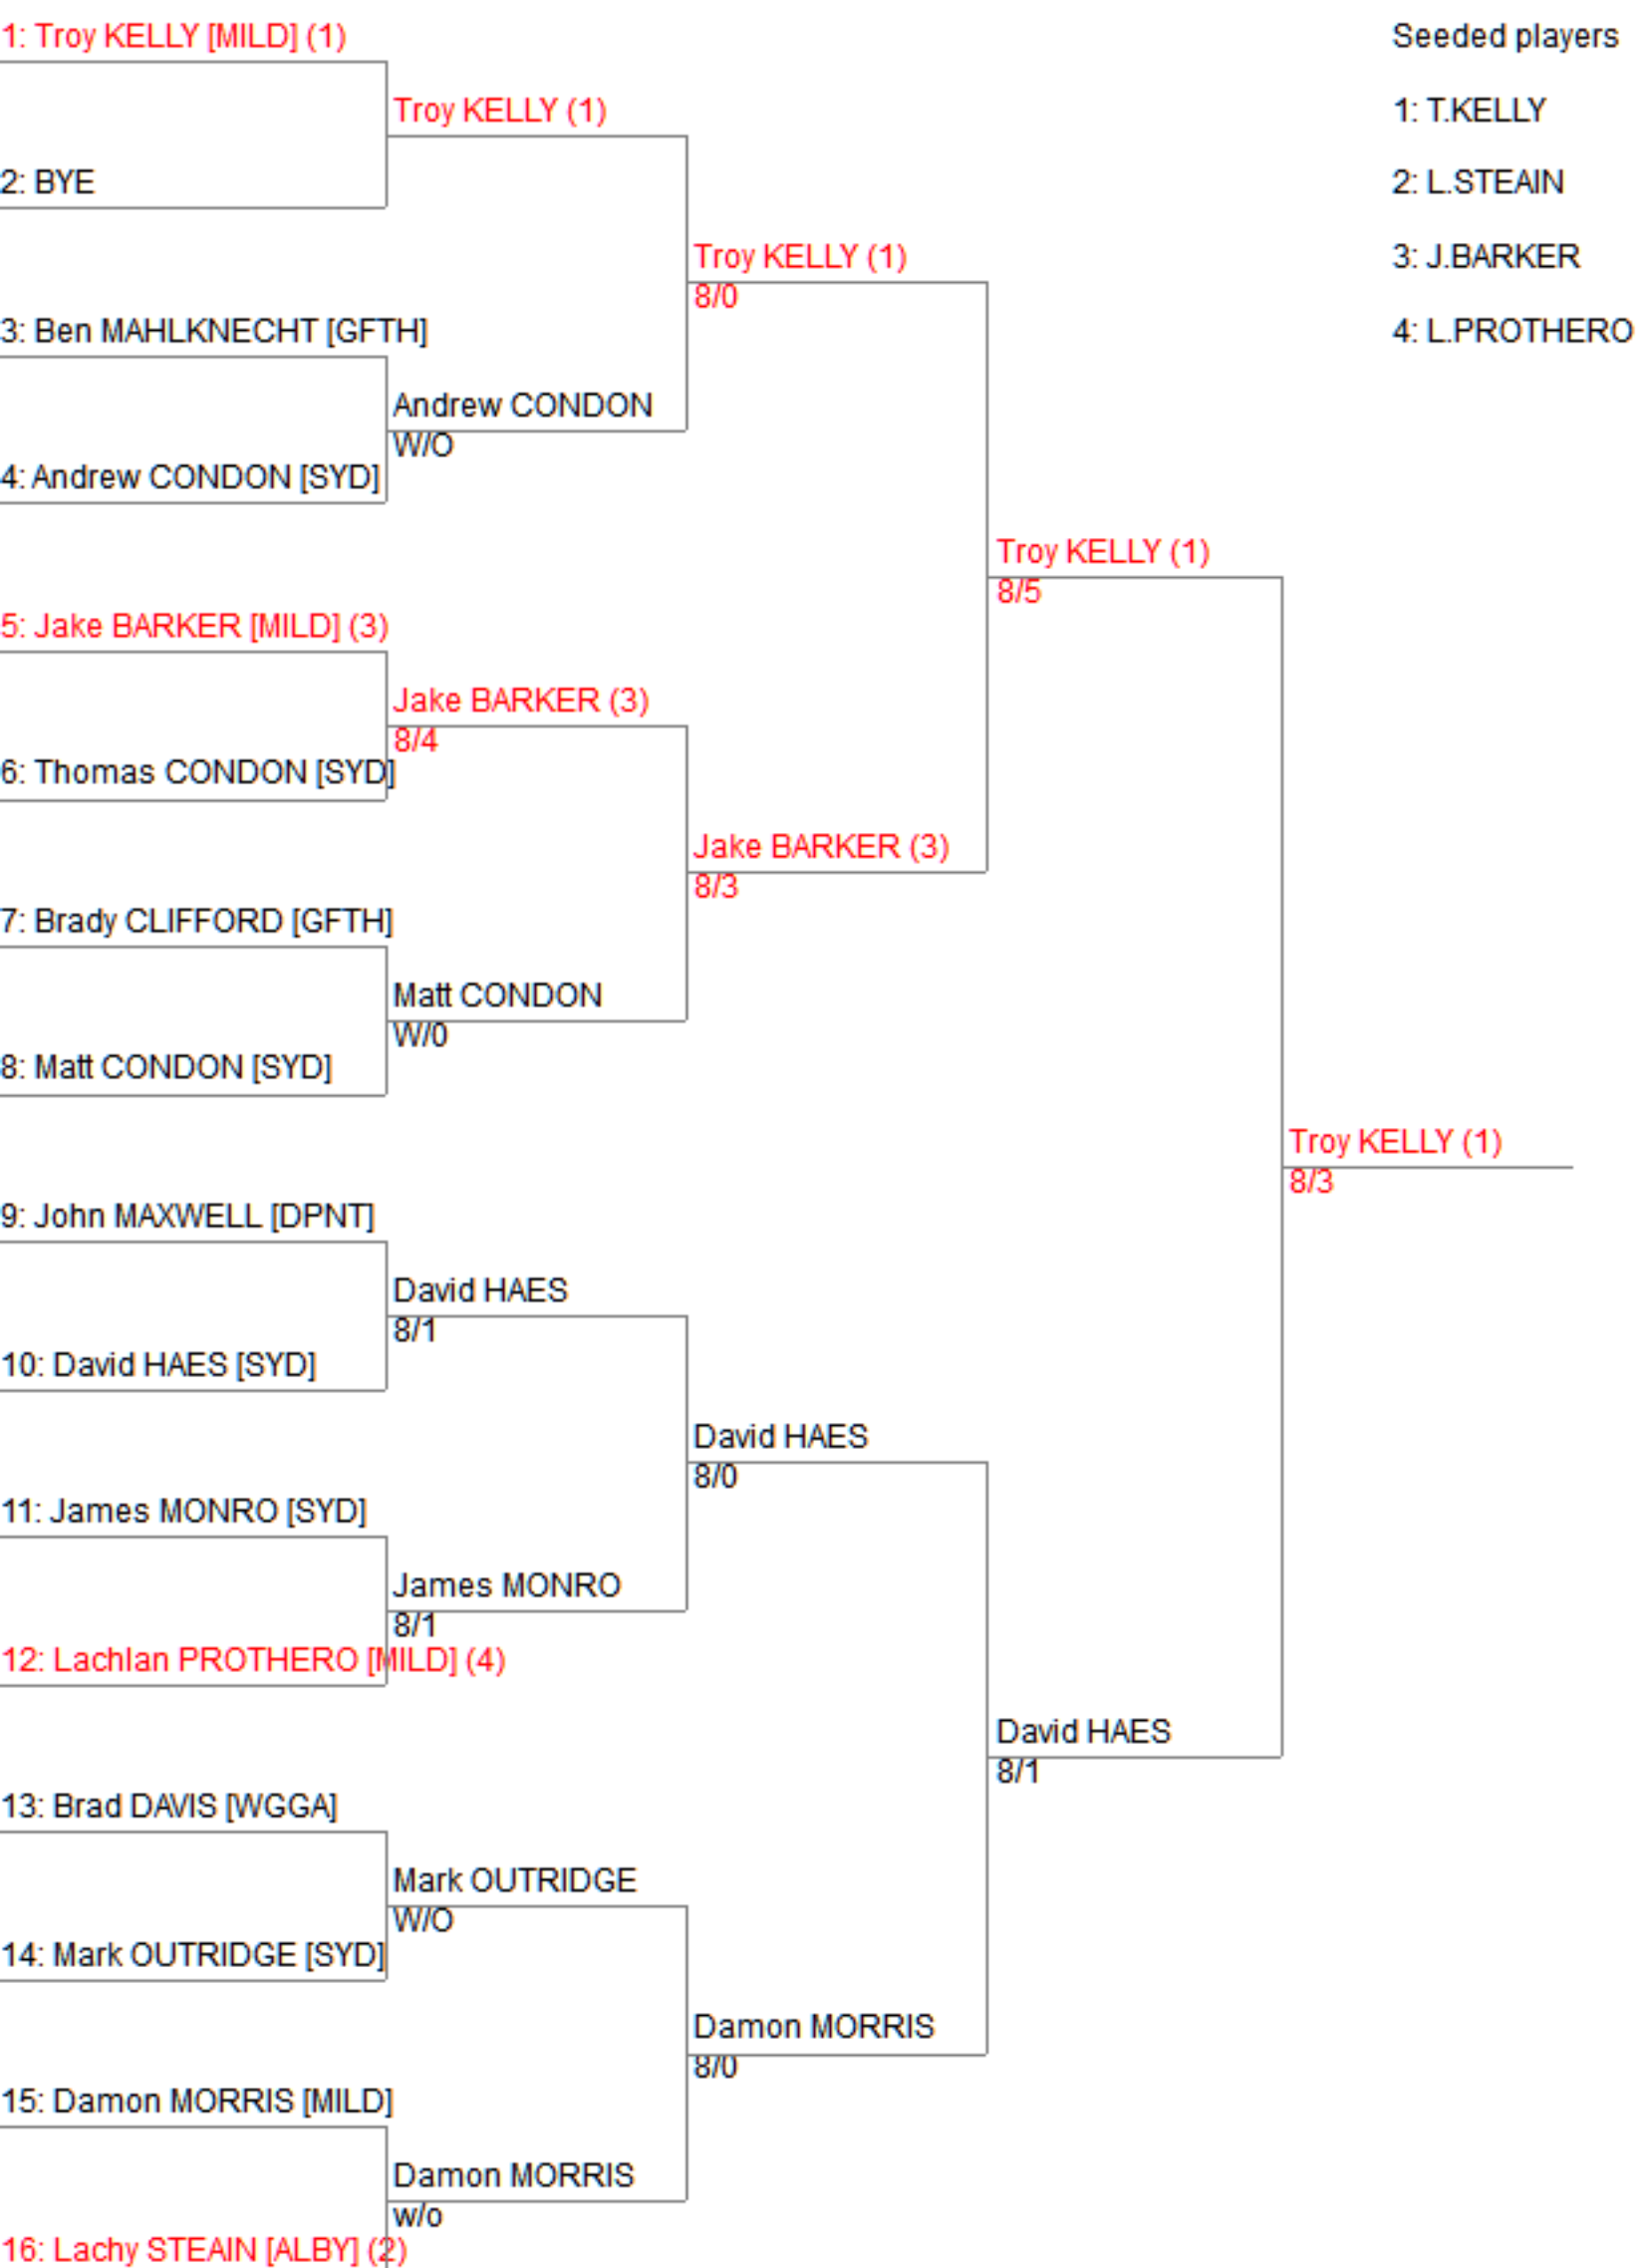 1: Troy KELLY [MILD] (1)
2: BYE
3: Ben MAHLKNECHT [GFTH]
4: Andrew CONDON [SYD]
5: Jake BARKER [MILD] (3)
6: Thomas CONDON [SYD]
7: Brady CLIFFORD [GFTH]
8: Matt CONDON [SYD]
9: John MAXWELL [DPNT]
10: David HAES [SYD]
11: James MONRO [SYD]
12: Lachlan PROTHERO [MILD] (4)
13: Brad DAVIS [WGGA]
14: Mark OUTRIDGE [SYD]
15: Damon MORRIS [MILD]
16: Lachy STEAIN [ALBY] (2)
Troy KELLY (1)
Andrew CONDON
W/O
Jake BARKER (3)
8/4
Matt CONDON
W/0
David HAES
8/1
James MONRO
8/1
Mark OUTRIDGE
W/O
Damon MORRIS
w/o
Troy KELLY (1)
8/0
Jake BARKER (3)
8/3
David HAES
8/0
Damon MORRIS
8/0
Troy KELLY (1)
8/5
David HAES
8/1
Troy KELLY (1)
8/3
Seeded players
1: T.KELLY
2: L.STEAIN
3: J.BARKER
4: L.PROTHERO